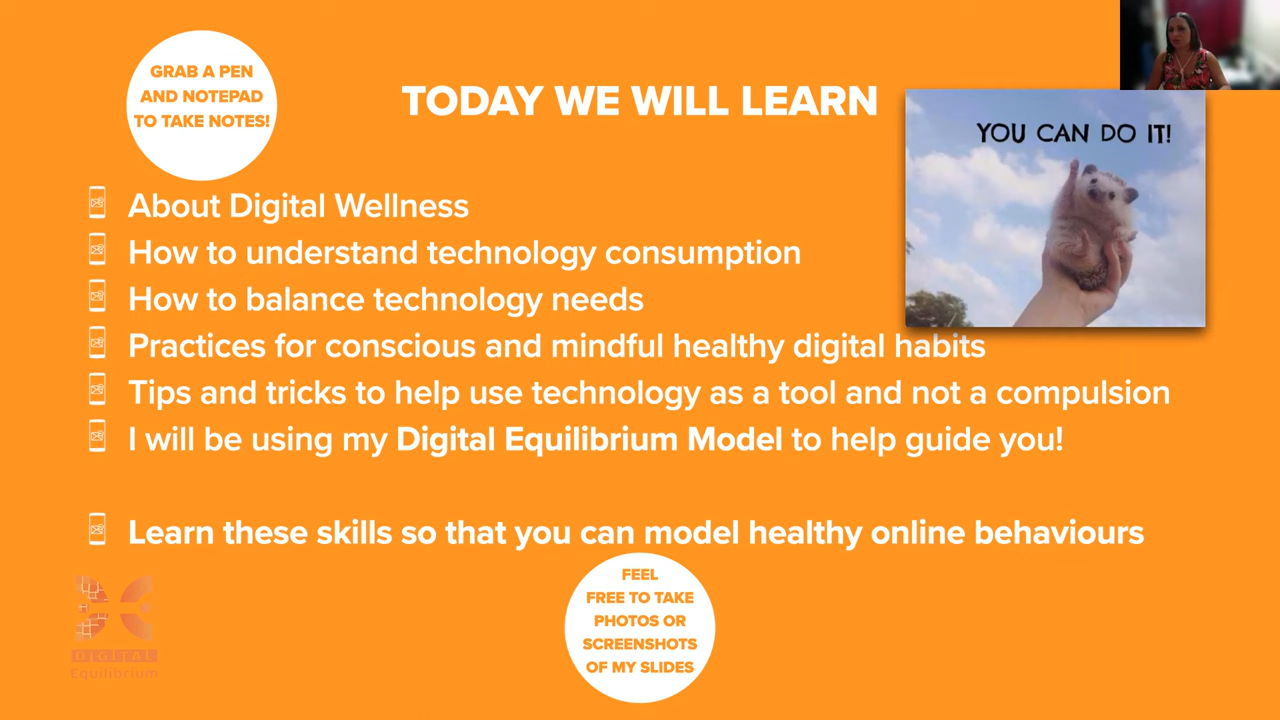 GRAB A PEN
AND NOTEPAD
TO TAKE NOTES!
TODAY WE WILL LEARN
YOU CAN DO IT!
About Digital Wellness
How to understand technology consumption
How to balance technology needs
Practices for conscious and mindful healthy digital habits
Tips and tricks to help use technology as a tool and not a compulsion
I will be using my Digital Equilibrium Model to help guide you!
Learn these skills so that you can model healthy online behaviours
FEEL
FREE TO TAKE
PHOTOS OR
SCREENSHOTS
OF MY SLIDES
DIGITAL
Equilibrium